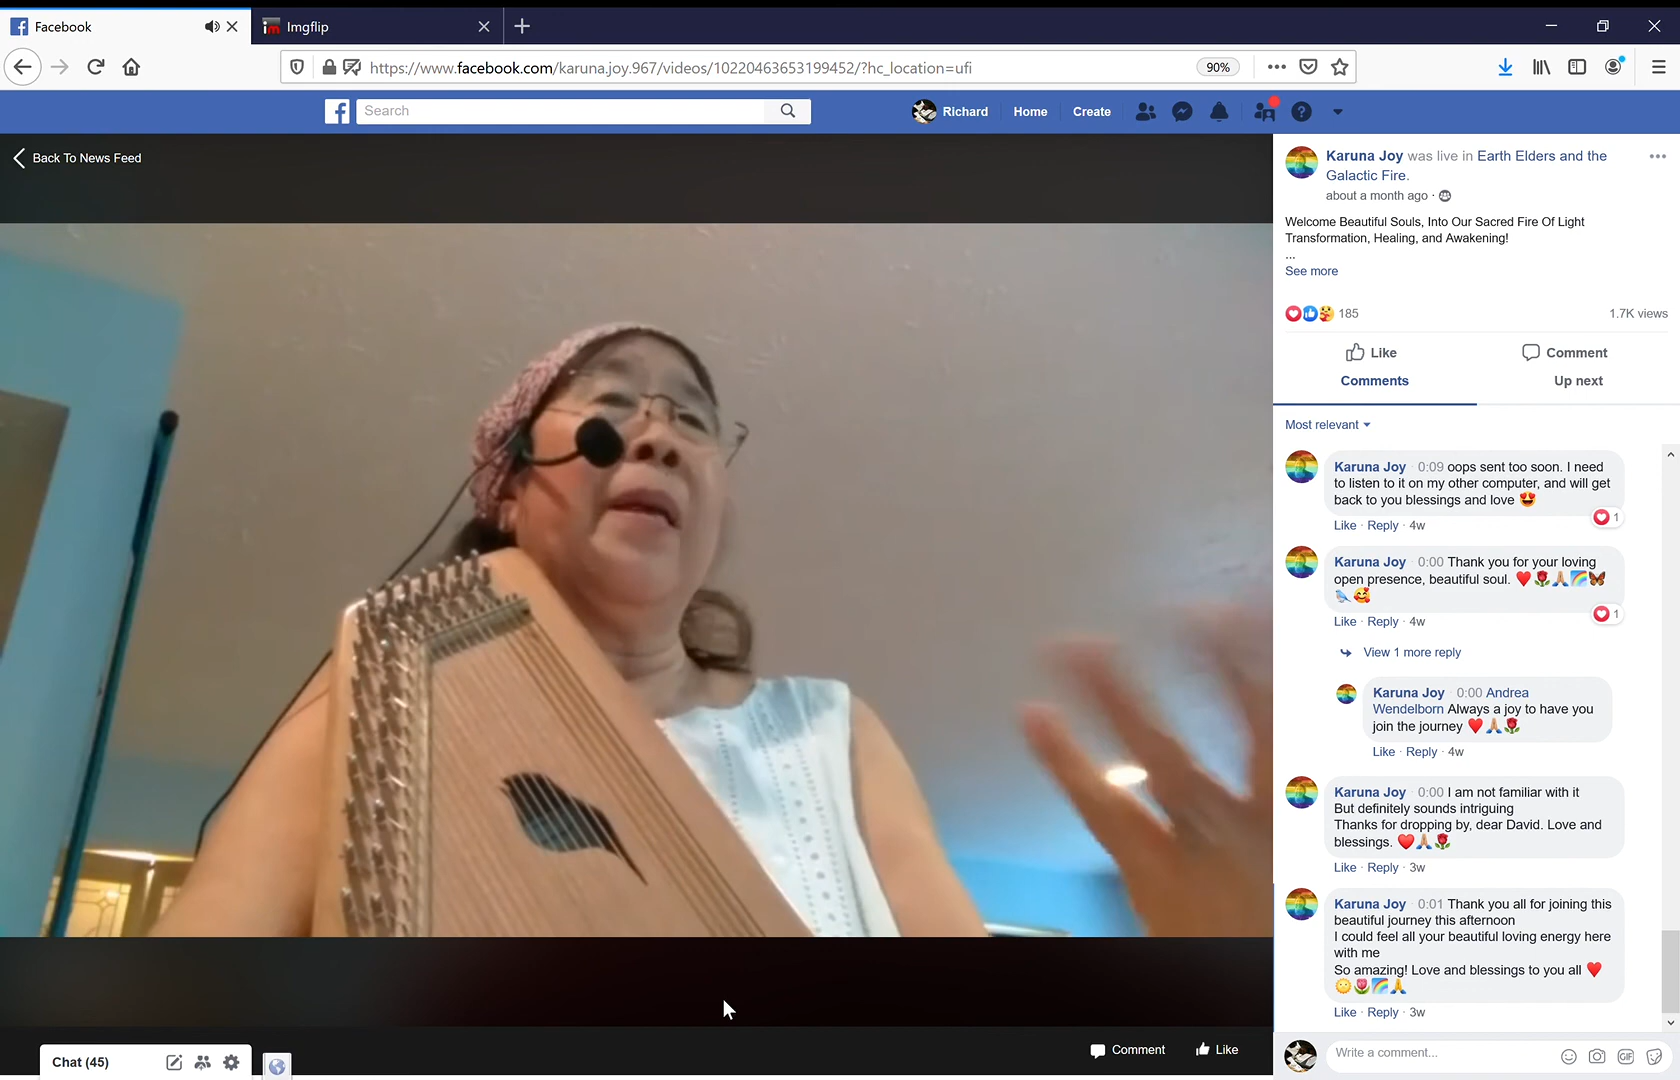 Facebook
Imgflip
https://www.facebook.com/karuna.joy.967/videos/10220463653199452/?hc_location=ufi
90%
Search
Richard
Home
Create
Back To News Feed
Karuna Joy was live in Earth Elders and the
Galactic Fire.
about a month ago ·
Welcome Beautiful Souls, Into Our Sacred Fire Of Light
Transformation, Healing, and Awakening!
...
See more
185
1.7K views
Like
Comment
Comments
Up next
Most relevant
Karuna Joy · 0:09 oops sent too soon. I need
to listen to it on my other computer, and will get
back to you blessings and love 😍
1
Like · Reply · 4w
Karuna Joy · 0:00 Thank you for your loving
open presence, beautiful soul. ❤️🌹🙏🌈🦋
🐦🥰
1
Like · Reply · 4w
View 1 more reply
Karuna Joy · 0:00 Andrea
Wendelborn Always a joy to have you
join the journey ❤️🙏🌹
Like · Reply · 4w
Karuna Joy · 0:00 I am not familiar with it
But definitely sounds intriguing
Thanks for dropping by, dear David. Love and
blessings. ❤️🙏🌹
Like · Reply · 3w
Karuna Joy · 0:01 Thank you all for joining this
beautiful journey this afternoon
I could feel all your beautiful loving energy here
with me
So amazing! Love and blessings to you all ❤️
🌞🌷🌈🙏
Like · Reply · 3w
Comment
Like
Write a comment...
GIF
Chat (45)